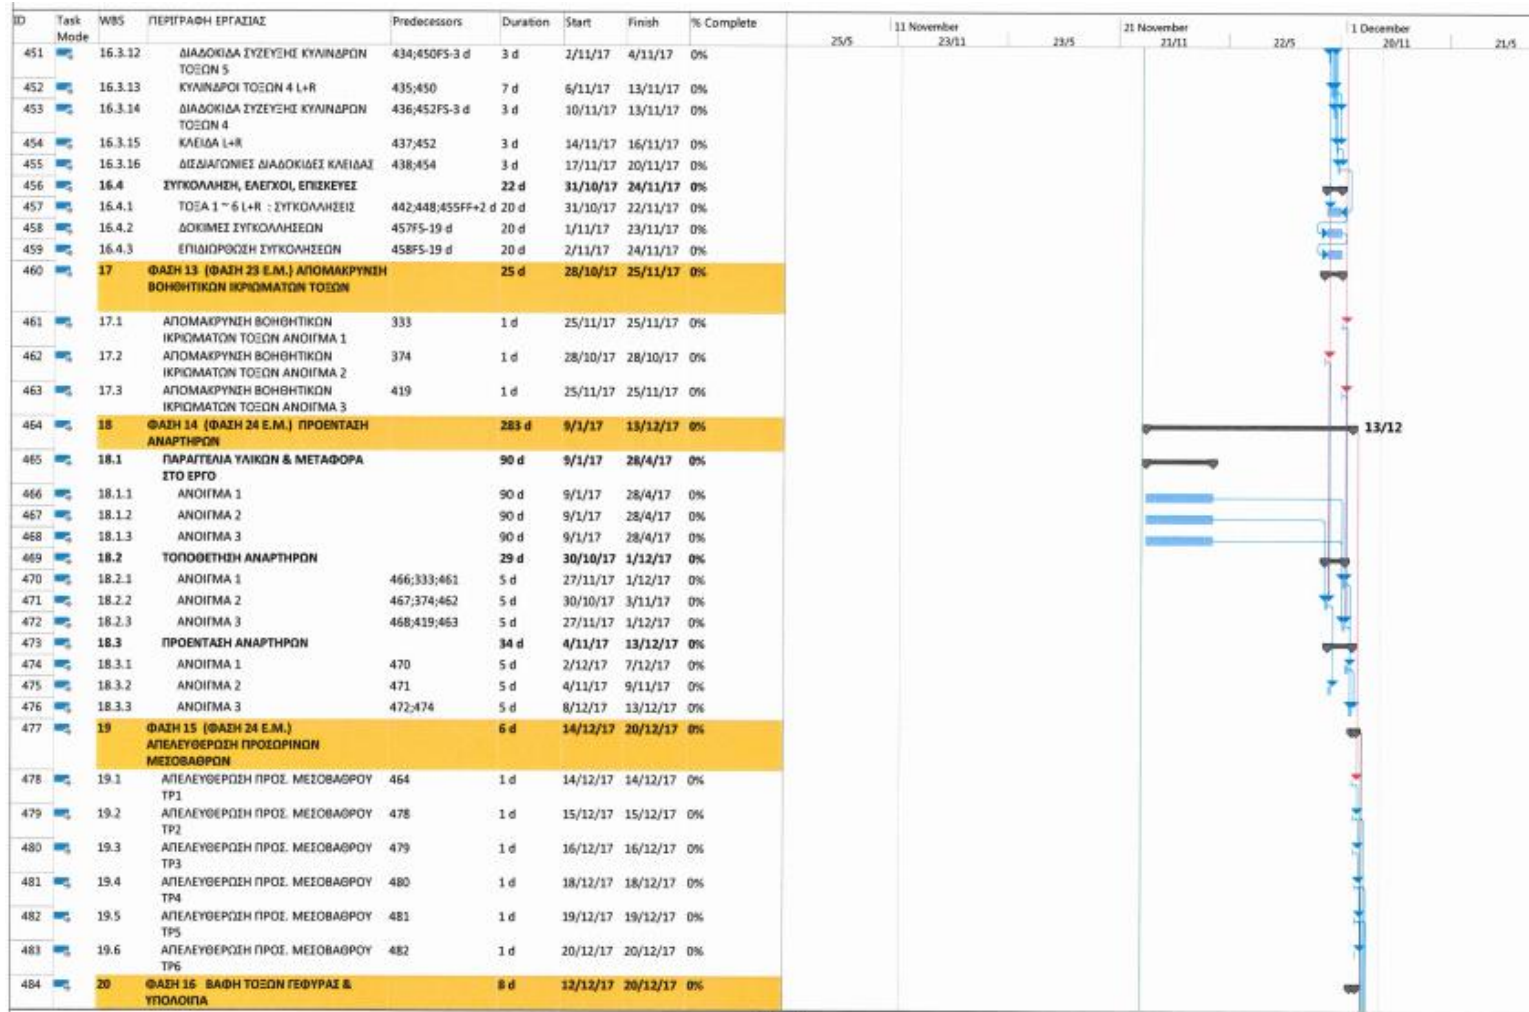 ID Task Mode WBS ΠΕΡΙΓΡΑΦΗ ΕΡΓΑΣΙΑΣ Predecessors Duration Start Finish % Complete
11 November 21 November 1 December
25/5 23/11 23/5 21/11 22/5 20/11 21/5
451 16.3.12 ΔΙΑΔΟΚΙΔΑ ΣΥΖΕΥΞΗΣ ΚΥΛΙΝΔΡΩΝ 434;450FS-3 d 3 d 2/11/17 4/11/17 0%
ΤΟΞΩΝ 5
452 16.3.13 ΚΥΛΙΝΔΡΟΙ ΤΟΞΩΝ 4 L+R 435;450 7 d 6/11/17 13/11/17 0%
453 16.3.14 ΔΙΑΔΟΚΙΔΑ ΣΥΖΕΥΞΗΣ ΚΥΛΙΝΔΡΩΝ 436;452FS-3 d 3 d 10/11/17 13/11/17 0%
ΤΟΞΩΝ 4
454 16.3.15 ΚΛΕΙΔΑ L+R 437;452 3 d 14/11/17 16/11/17 0%
455 16.3.16 ΔΙΣΔΙΑΓΩΝΙΕΣ ΔΙΑΔΟΚΙΔΕΣ ΚΛΕΙΔΑΣ 438;454 3 d 17/11/17 20/11/17 0%
456 16.4 ΣΥΓΚΟΛΛΗΣΗ, ΕΛΕΓΧΟΙ, ΕΠΙΣΚΕΥΕΣ 22 d 31/10/17 24/11/17 0%
457 16.4.1 ΤΟΞΑ 1 ~ 6 L+R : ΣΥΓΚΟΛΛΗΣΕΙΣ 442;448;455FF+2 d 20 d 31/10/17 22/11/17 0%
458 16.4.2 ΔΟΚΙΜΕΣ ΣΥΓΚΟΛΛΗΣΕΩΝ 457FS-19 d 20 d 1/11/17 23/11/17 0%
459 16.4.3 ΕΠΙΔΙΟΡΘΩΣΗ ΣΥΓΚΟΛΗΣΕΩΝ 458FS-19 d 20 d 2/11/17 24/11/17 0%
460 17 ΦΑΣΗ 13 (ΦΑΣΗ 23 Ε.Μ.) ΑΠΟΜΑΚΡΥΝΣΗ 25 d 28/10/17 25/11/17 0%
ΒΟΗΘΗΤΙΚΩΝ ΙΚΡΙΩΜΑΤΩΝ ΤΟΞΩΝ
461 17.1 ΑΠΟΜΑΚΡΥΝΣΗ ΒΟΗΘΗΤΙΚΩΝ 333 1 d 25/11/17 25/11/17 0%
ΙΚΡΙΩΜΑΤΩΝ ΤΟΞΩΝ ΑΝΟΙΓΜΑ 1
462 17.2 ΑΠΟΜΑΚΡΥΝΣΗ ΒΟΗΘΗΤΙΚΩΝ 374 1 d 28/10/17 28/10/17 0%
ΙΚΡΙΩΜΑΤΩΝ ΤΟΞΩΝ ΑΝΟΙΓΜΑ 2
463 17.3 ΑΠΟΜΑΚΡΥΝΣΗ ΒΟΗΘΗΤΙΚΩΝ 419 1 d 25/11/17 25/11/17 0%
ΙΚΡΙΩΜΑΤΩΝ ΤΟΞΩΝ ΑΝΟΙΓΜΑ 3
464 18 ΦΑΣΗ 14 (ΦΑΣΗ 24 Ε.Μ.) ΠΡΟΕΝΤΑΣΗ 283 d 9/1/17 13/12/17 0% 13/12
ΑΝΑΡΤΗΡΩΝ
465 18.1 ΠΑΡΑΓΓΕΛΙΑ ΥΛΙΚΩΝ & ΜΕΤΑΦΟΡΑ 90 d 9/1/17 28/4/17 0%
ΣΤΟ ΕΡΓΟ
466 18.1.1 ΑΝΟΙΓΜΑ 1 90 d 9/1/17 28/4/17 0%
467 18.1.2 ΑΝΟΙΓΜΑ 2 90 d 9/1/17 28/4/17 0%
468 18.1.3 ΑΝΟΙΓΜΑ 3 90 d 9/1/17 28/4/17 0%
469 18.2 ΤΟΠΟΘΕΤΗΣΗ ΑΝΑΡΤΗΡΩΝ 29 d 30/10/17 1/12/17 0%
470 18.2.1 ΑΝΟΙΓΜΑ 1 466;333;461 5 d 27/11/17 1/12/17 0%
471 18.2.2 ΑΝΟΙΓΜΑ 2 467;374;462 5 d 30/10/17 3/11/17 0%
472 18.2.3 ΑΝΟΙΓΜΑ 3 468;419;463 5 d 27/11/17 1/12/17 0%
473 18.3 ΠΡΟΕΝΤΑΣΗ ΑΝΑΡΤΗΡΩΝ 34 d 4/11/17 13/12/17 0%
474 18.3.1 ΑΝΟΙΓΜΑ 1 470 5 d 2/12/17 7/12/17 0%
475 18.3.2 ΑΝΟΙΓΜΑ 2 471 5 d 4/11/17 9/11/17 0%
476 18.3.3 ΑΝΟΙΓΜΑ 3 472;474 5 d 8/12/17 13/12/17 0%
477 19 ΦΑΣΗ 15 (ΦΑΣΗ 24 Ε.Μ.) 6 d 14/12/17 20/12/17 0%
ΑΠΕΛΕΥΘΕΡΩΣΗ ΠΡΟΣΩΡΙΝΩΝ
ΜΕΣΟΒΑΘΡΩΝ
478 19.1 ΑΠΕΛΕΥΘΕΡΩΣΗ ΠΡΟΣ. ΜΕΣΟΒΑΘΡΟΥ 464 1 d 14/12/17 14/12/17 0%
TP1
479 19.2 ΑΠΕΛΕΥΘΕΡΩΣΗ ΠΡΟΣ. ΜΕΣΟΒΑΘΡΟΥ 478 1 d 15/12/17 15/12/17 0%
TP2
480 19.3 ΑΠΕΛΕΥΘΕΡΩΣΗ ΠΡΟΣ. ΜΕΣΟΒΑΘΡΟΥ 479 1 d 16/12/17 16/12/17 0%
TP3
481 19.4 ΑΠΕΛΕΥΘΕΡΩΣΗ ΠΡΟΣ. ΜΕΣΟΒΑΘΡΟΥ 480 1 d 18/12/17 18/12/17 0%
TP4
482 19.5 ΑΠΕΛΕΥΘΕΡΩΣΗ ΠΡΟΣ. ΜΕΣΟΒΑΘΡΟΥ 481 1 d 19/12/17 19/12/17 0%
TP5
483 19.6 ΑΠΕΛΕΥΘΕΡΩΣΗ ΠΡΟΣ. ΜΕΣΟΒΑΘΡΟΥ 482 1 d 20/12/17 20/12/17 0%
TP6
484 20 ΦΑΣΗ 16 ΒΑΦΗ ΤΟΞΩΝ ΓΕΦΥΡΑΣ & 8 d 12/12/17 20/12/17 0%
ΥΠΟΛΟΙΠΑ